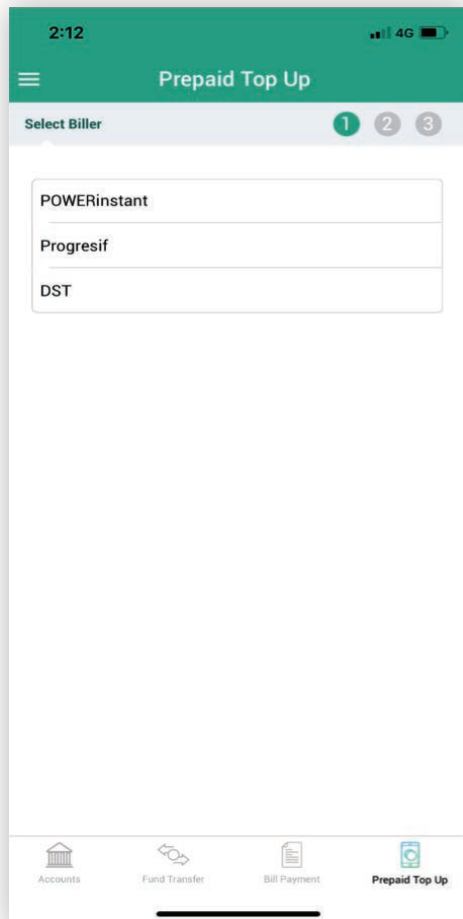 2:12 4G
Prepaid Top Up
Select Biller 1 2 3
POWERinstant
Progresif
DST
Accounts Fund Transfer Bill Payment Prepaid Top Up